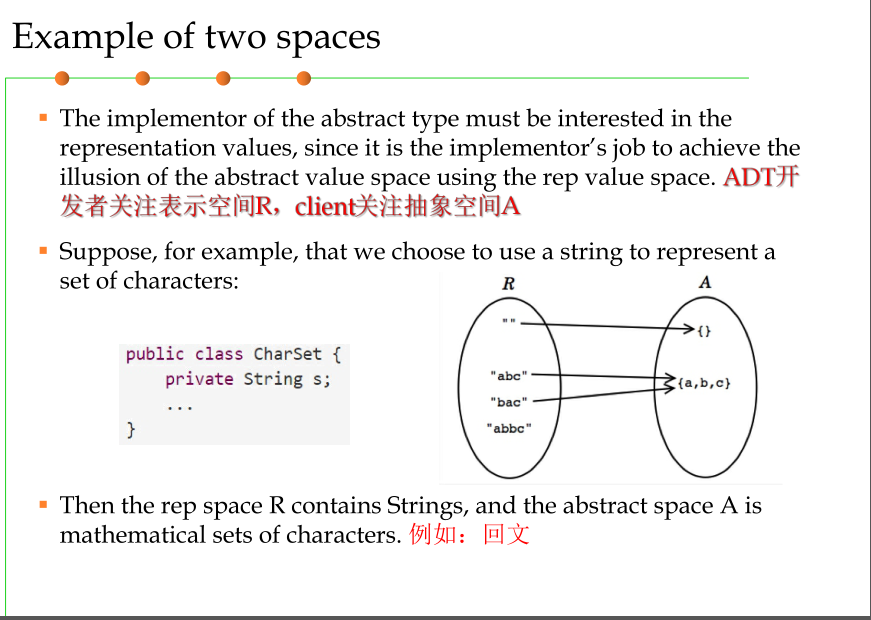 Example of two spaces
The implementor of the abstract type must be interested in the
representation values, since it is the implementor's job to achieve the
illusion of the abstract value space using the rep value space. ADT开
发者关注表示空间R，client关注抽象空间A
Suppose, for example, that we choose to use a string to represent a
set of characters:
public class CharSet {
    private String s;
    ...
}
R
""
"abc"
"bac"
"abbc"
A
{}
{a,b,c}
Then the rep space R contains Strings, and the abstract space A is
mathematical sets of characters. 例如：回文